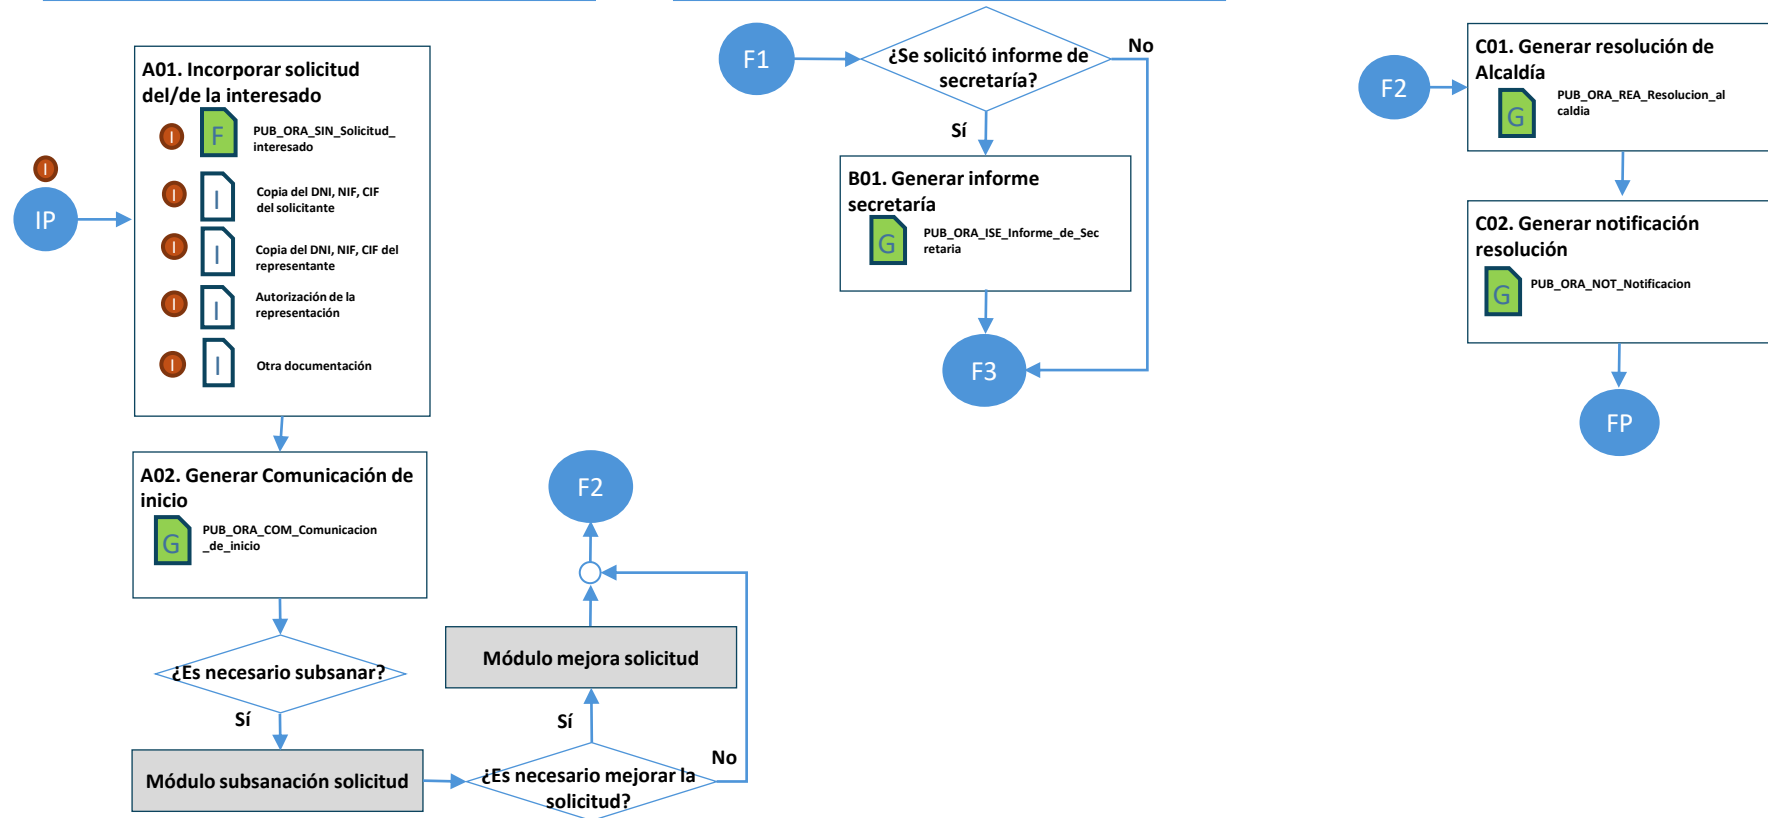 IP
I
A01. Incorporar solicitud
del/de la interesado
I
F
PUB_ORA_SIN_Solicitud_
interesado
I
I
Copia del DNI, NIF, CIF
del solicitante
I
I
Copia del DNI, NIF, CIF del
representante
I
I
Autorización de la
representación
I
I
Otra documentación
A02. Generar Comunicación de
inicio
G
PUB_ORA_COM_Comunicacion
_de_inicio
¿Es necesario subsanar?
Sí
Módulo subsanación solicitud
¿Es necesario mejorar la
solicitud?
Sí
No
Módulo mejora solicitud
F2
F1
¿Se solicitó informe de
secretaría?
No
Sí
B01. Generar informe
secretaría
G
PUB_ORA_ISE_Informe_de_Sec
retaria
F3
F2
C01. Generar resolución de
Alcaldía
G
PUB_ORA_REA_Resolucion_al
caldia
C02. Generar notificación
resolución
G
PUB_ORA_NOT_Notificacion
FP